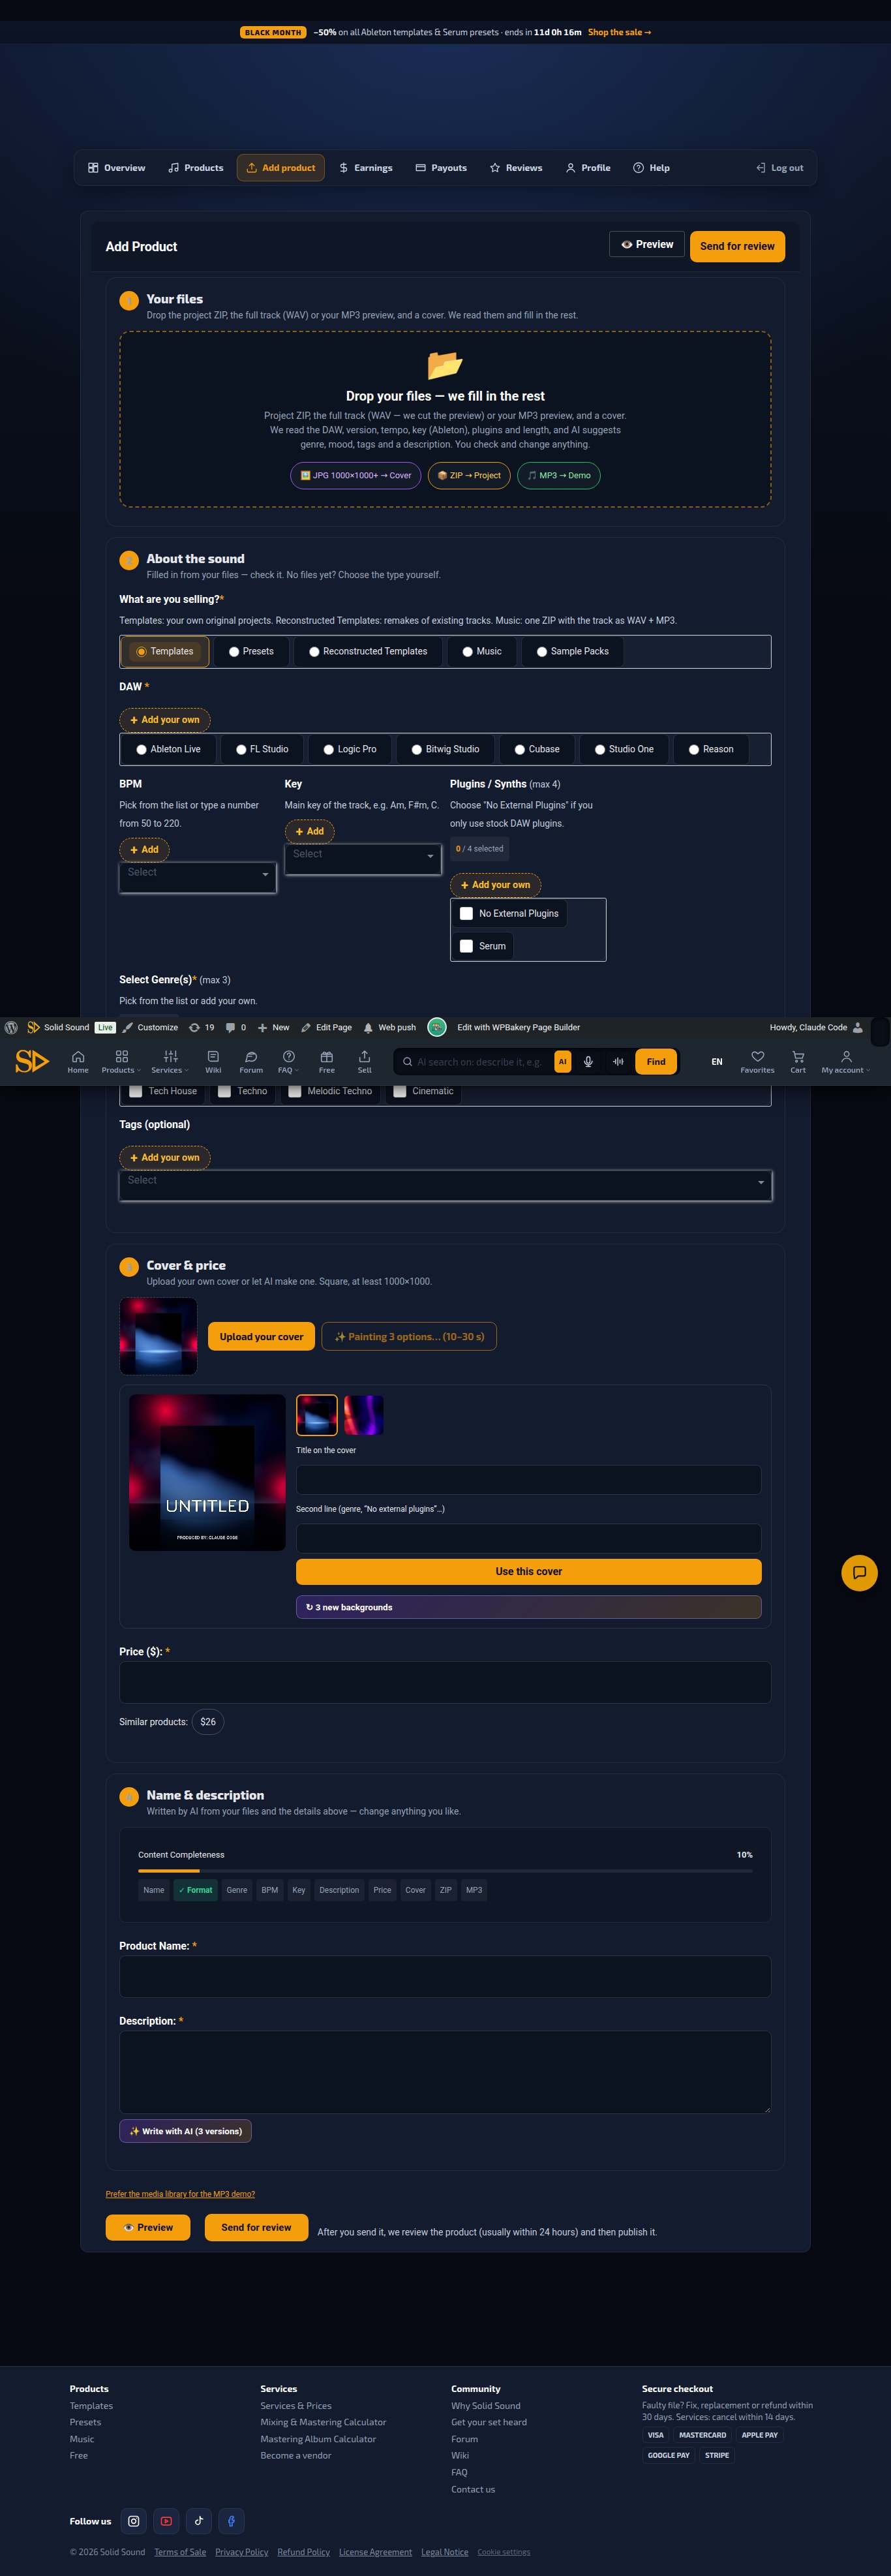 BLACK MONTH −50% on all Ableton templates & Serum presets · ends in 11d 0h 16m Shop the sale →
Overview Products Add product Earnings Payouts Reviews Profile Help Log out
Add Product
👁️ Preview Send for review
Your files
Drop the project ZIP, the full track (WAV) or your MP3 preview, and a cover. We read them and fill in the rest.
Drop your files — we fill in the rest
Project ZIP, the full track (WAV — we cut the preview) or your MP3 preview, and a cover.
We read the DAW, version, tempo, key (Ableton), plugins and length, and AI suggests
genre, mood, tags and a description. You check and change anything.
🖼️ JPG 1000×1000+ → Cover 📦 ZIP → Project 🎵 MP3 → Demo
About the sound
Filled in from your files — check it. No files yet? Choose the type yourself.
What are you selling?*
Templates: your own original projects. Reconstructed Templates: remakes of existing tracks. Music: one ZIP with the track as WAV + MP3.
Templates Presets Reconstructed Templates Music Sample Packs
DAW *
+ Add your own
Ableton Live FL Studio Logic Pro Bitwig Studio Cubase Studio One Reason
BPM
Pick from the list or type a number
from 50 to 220.
+ Add
Select
Key
Main key of the track, e.g. Am, F#m, C.
+ Add
Select
Plugins / Synths (max 4)
Choose "No External Plugins" if you
only use stock DAW plugins.
0 / 4 selected
+ Add your own
No External Plugins
Serum
Select Genre(s)* (max 3)
Pick from the list or add your own.
Solid Sound Live Customize 19 0 New Edit Page Web push Edit with WPBakery Page Builder Howdy, Claude Code
SD Home Products Services Wiki Forum FAQ Free Sell AI search on: describe it, e.g. AI Find EN Favorites Cart My account
Tech House Techno Melodic Techno Cinematic
Tags (optional)
+ Add your own
Select
Cover & price
Upload your own cover or let AI make one. Square, at least 1000×1000.
Upload your cover ✨ Painting 3 options… (10–30 s)
UNTITLED
PRODUCED BY: CLAUDE CODE
Title on the cover
Second line (genre, "No external plugins"…)
Use this cover
↻ 3 new backgrounds
Price ($): *
Similar products: $26
Name & description
Written by AI from your files and the details above — change anything you like.
Content Completeness 10%
Name ✓ Format Genre BPM Key Description Price Cover ZIP MP3
Product Name: *
Description: *
✨ Write with AI (3 versions)
Prefer the media library for the MP3 demo?
👁️ Preview Send for review After you send it, we review the product (usually within 24 hours) and then publish it.
Products
Templates
Presets
Music
Free
Services
Services & Prices
Mixing & Mastering Calculator
Mastering Album Calculator
Become a vendor
Community
Why Solid Sound
Get your set heard
Forum
Wiki
FAQ
Contact us
Secure checkout
Faulty file? Fix, replacement or refund within
30 days. Services: cancel within 14 days.
VISA MASTERCARD APPLE PAY
GOOGLE PAY STRIPE
Follow us
© 2026 Solid Sound Terms of Sale Privacy Policy Refund Policy License Agreement Legal Notice Cookie settings